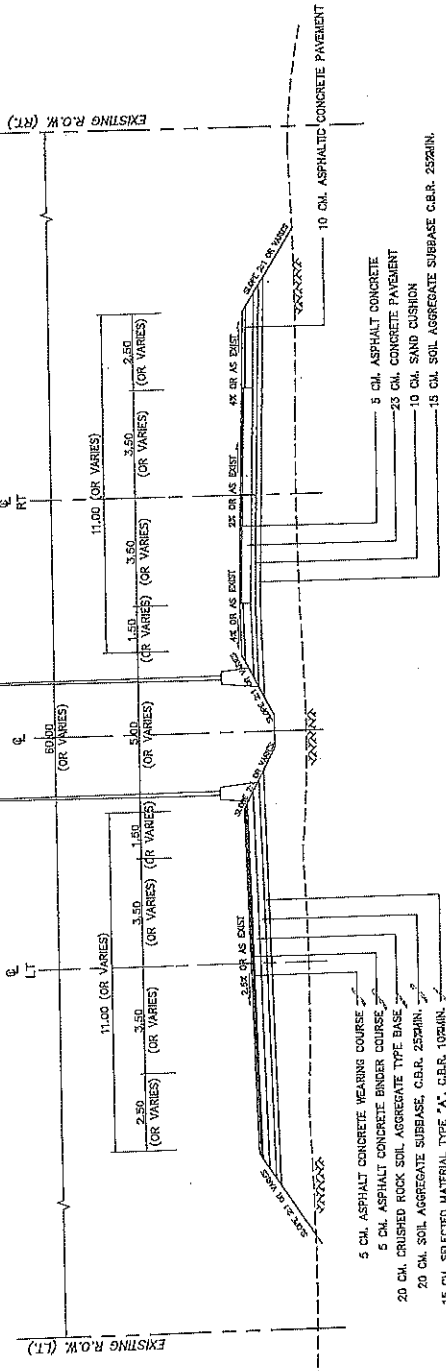 EXISTING R.O.W. (LT.)
EXISTING R.O.W. (RT.)
60.00
(OR VARIES)
℄
LT
℄
℄
RT
11.00 (OR VARIES)
11.00 (OR VARIES)
2.50
(OR VARIES)
3.50
(OR VARIES)
3.50
(OR VARIES)
1.50
(OR VARIES)
5.00
(OR VARIES)
1.50
(OR VARIES)
3.50
(OR VARIES)
3.50
(OR VARIES)
2.50
(OR VARIES)
SLOPE 2:1 OR VARIES
2.5% OR AS EXIST
SLOPE 2:1 OR VARIES
SLOPE 2:1 OR VARIES
4% OR AS EXIST
2% OR AS EXIST
4% OR AS EXIST
SLOPE 2:1 OR VARIES
5 CM. ASPHALT CONCRETE WEARING COURSE
5 CM. ASPHALT CONCRETE BINDER COURSE
20 CM. CRUSHED ROCK SOIL AGGREGATE TYPE BASE
20 CM. SOIL AGGREGATE SUBBASE, C.B.R. 25%MIN.
15 CM. SELECTED MATERIAL TYPE "A", C.B.R. 10%MIN.
10 CM. ASPHALTIC CONCRETE PAVEMENT
5 CM. ASPHALT CONCRETE
23 CM. CONCRETE PAVEMENT
10 CM. SAND CUSHION
15 CM. SOIL AGGREGATE SUBBASE C.B.R. 25%MIN.